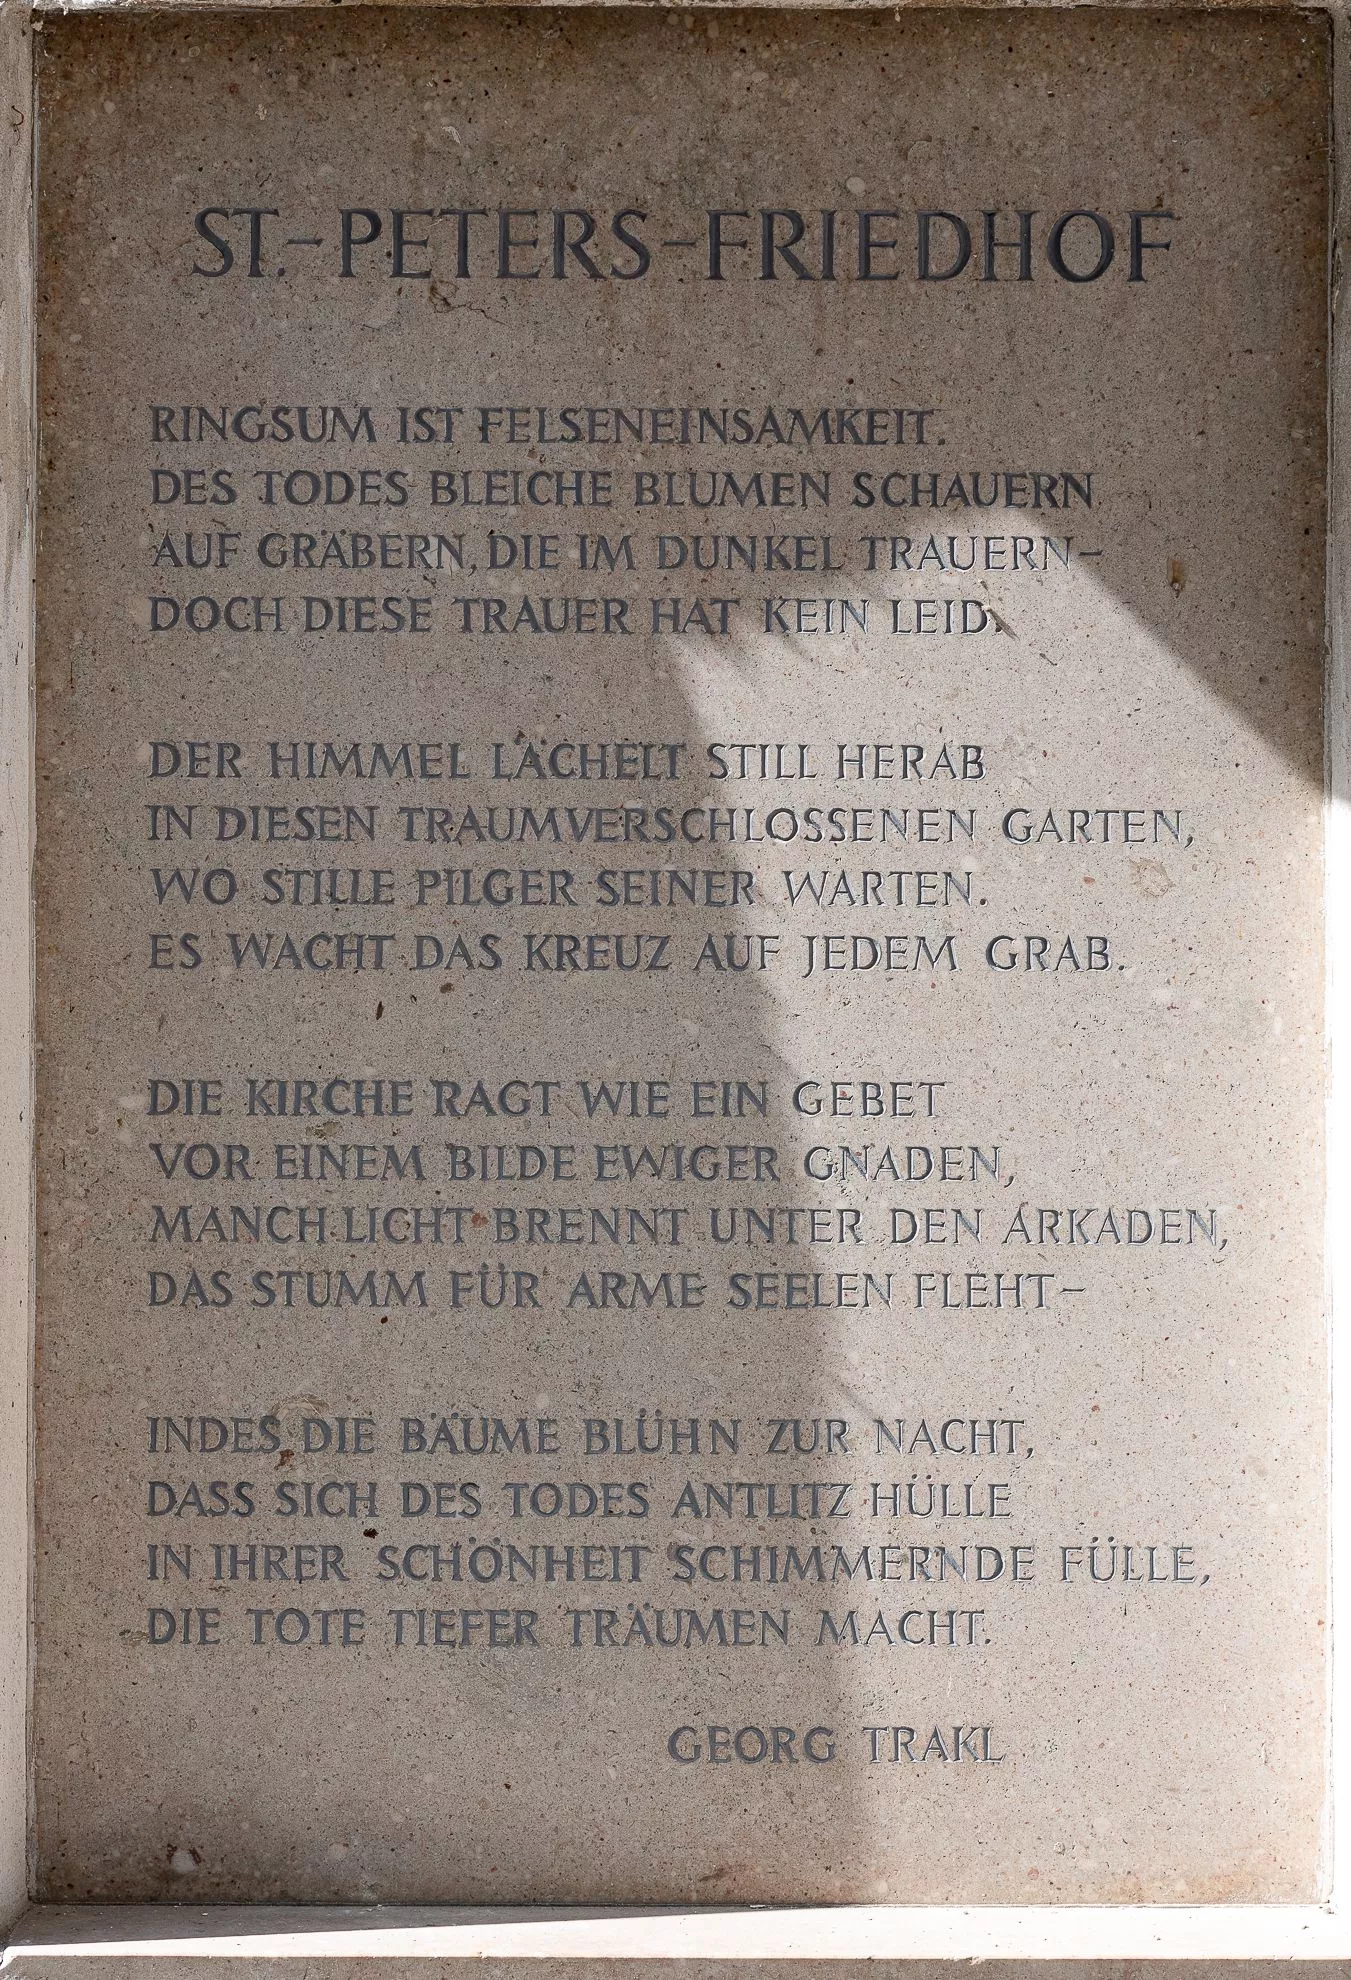 ST.-PETERS-FRIEDHOF
RINGSUM IST FELSENEINSAMKEIT.
DES TODES BLEICHE BLUMEN SCHAUERN
AUF GRÄBERN, DIE IM DUNKEL TRAUERN-
DOCH DIESE TRAUER HAT KEIN LEID.
DER HIMMEL LÄCHELT STILL HERAB
IN DIESEN TRAUMVERSCHLOSSENEN GARTEN,
WO STILLE PILGER SEINER WARTEN.
ES WACHT DAS KREUZ AUF JEDEM GRAB.
DIE KIRCHE RAGT WIE EIN GEBET
VOR EINEM BILDE EWIGER GNADEN,
MANCH LICHT BRENNT UNTER DEN ARKADEN,
DAS STUMM FÜR ARME SEELEN FLEHT-
INDES DIE BÄUME BLÜHN ZUR NACHT,
DASS SICH DES TODES ANTLITZ HÜLLE
IN IHRER SCHÖNHEIT SCHIMMERNDE FÜLLE,
DIE TOTE TIEFER TRÄUMEN MACHT.
GEORG TRAKL